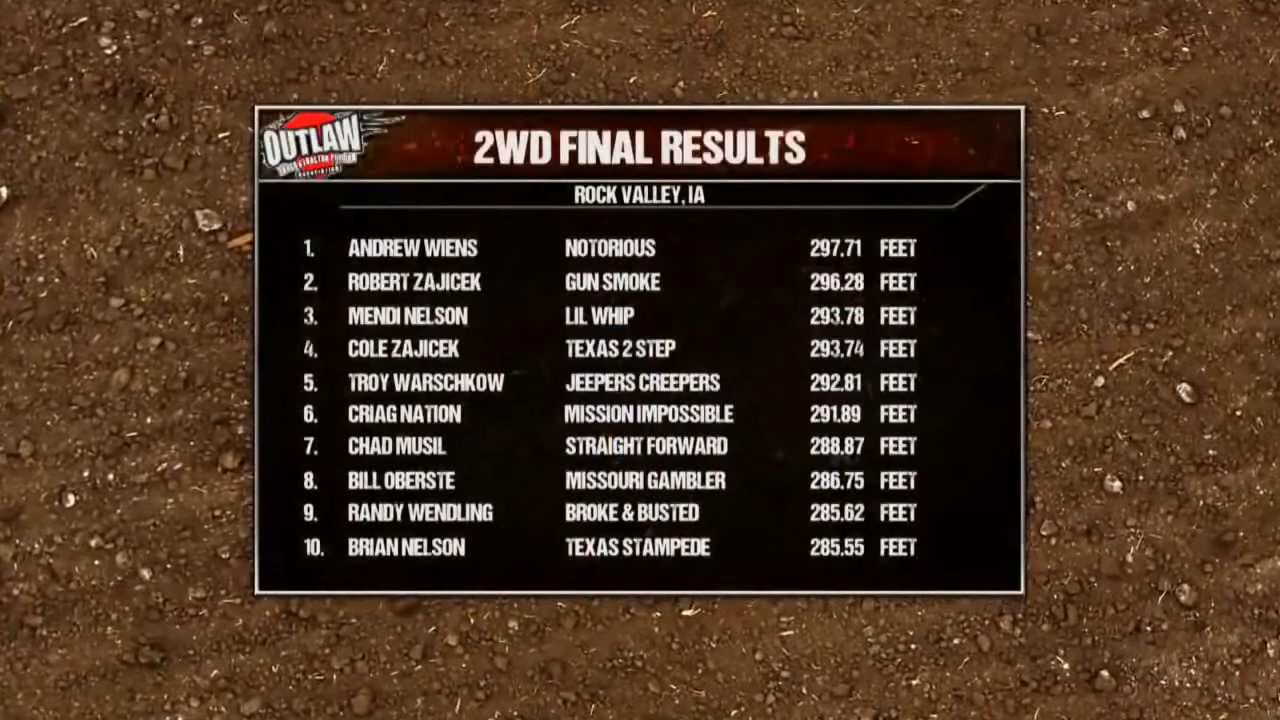 OUTLAW
2WD FINAL RESULTS
ROCK VALLEY, IA
1. ANDREW WIENS NOTORIOUS 297.71 FEET
2. ROBERT ZAJICEK GUN SMOKE 296.28 FEET
3. MENDI NELSON LIL WHIP 293.78 FEET
4. COLE ZAJICEK TEXAS 2 STEP 293.74 FEET
5. TROY WARSCHKOW JEEPERS CREEPERS 292.81 FEET
6. CRIAG NATION MISSION IMPOSSIBLE 291.89 FEET
7. CHAD MUSIL STRAIGHT FORWARD 288.87 FEET
8. BILL OBERSTE MISSOURI GAMBLER 286.75 FEET
9. RANDY WENDLING BROKE & BUSTED 285.62 FEET
10. BRIAN NELSON TEXAS STAMPEDE 285.55 FEET